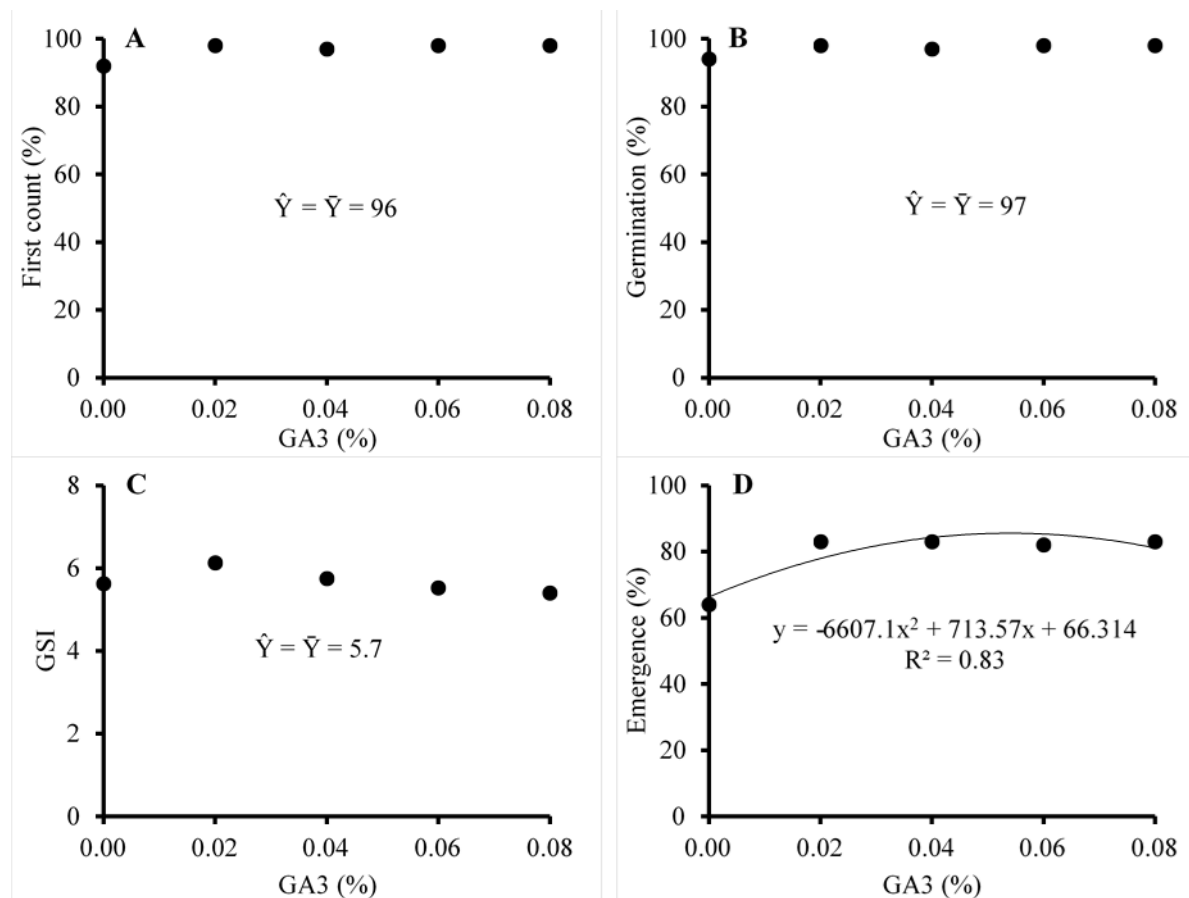 A
First count (%)
100
80
60
40
20
0
Ŷ = Ȳ = 96
0.00 0.02 0.04 0.06 0.08
GA3 (%)
B
Germination (%)
100
80
60
40
20
0
Ŷ = Ȳ = 97
0.00 0.02 0.04 0.06 0.08
GA3 (%)
C
GSI
8
6
4
2
0
Ŷ = Ȳ = 5.7
0.00 0.02 0.04 0.06 0.08
GA3 (%)
D
Emergence (%)
100
80
60
40
20
0
y = -6607.1x² + 713.57x + 66.314
R² = 0.83
0.00 0.02 0.04 0.06 0.08
GA3 (%)